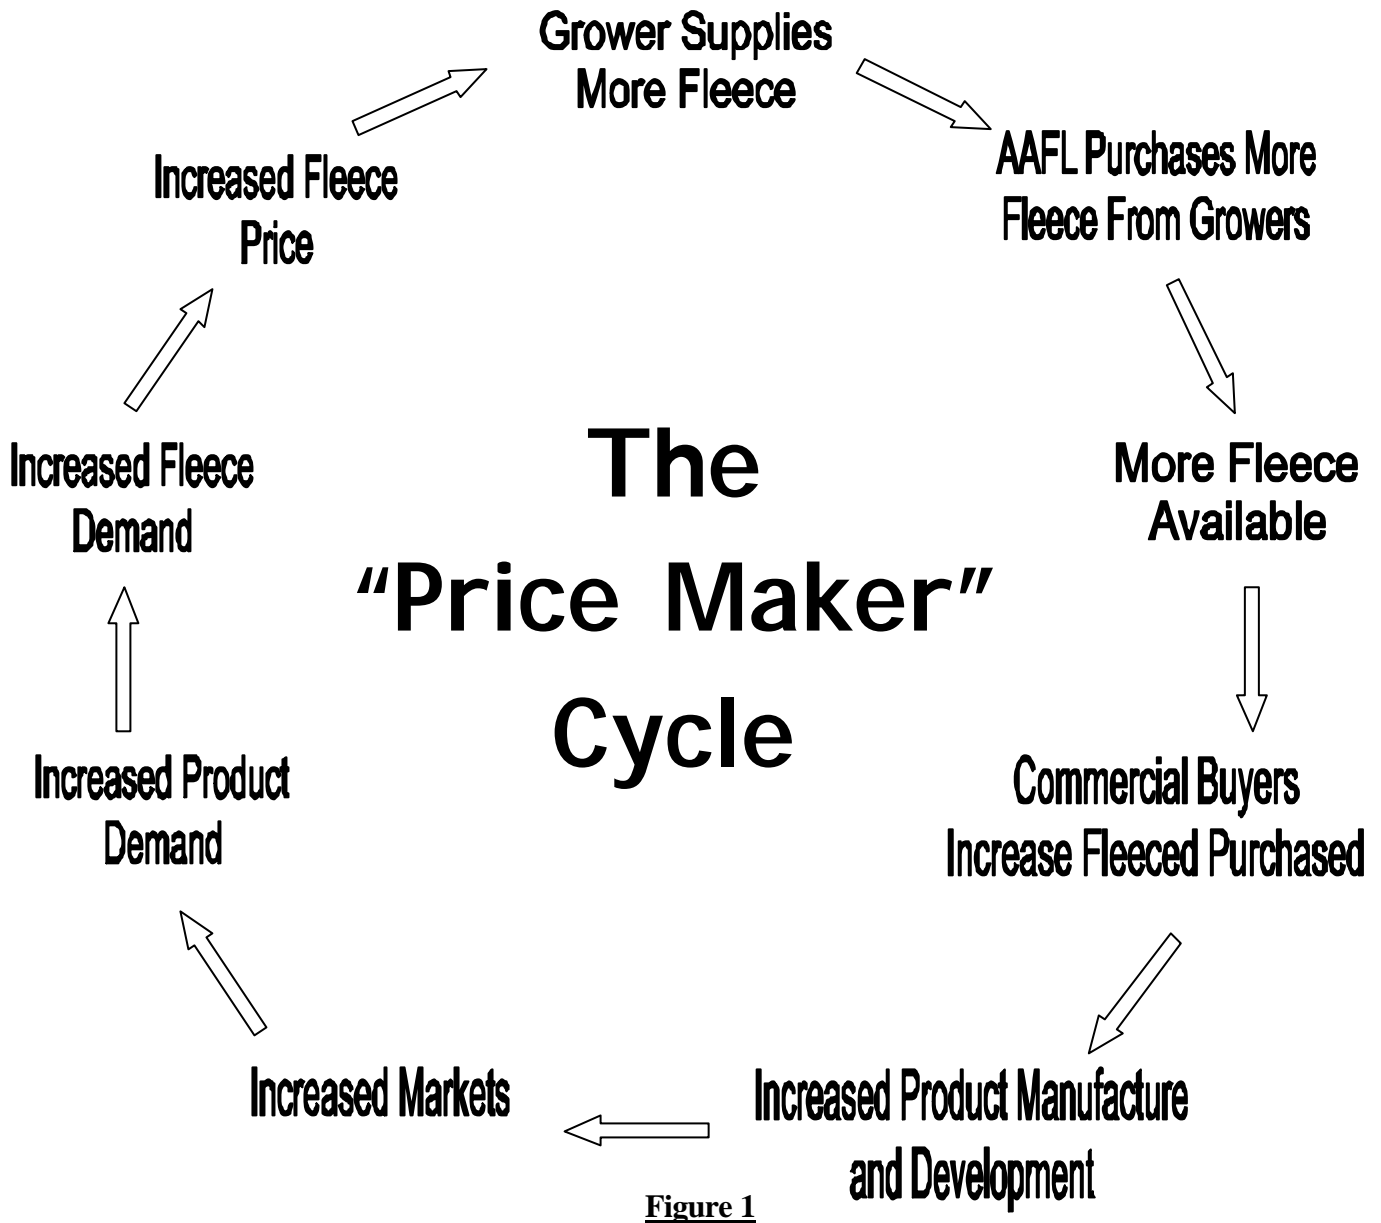 Grower Supplies
More Fleece
AAFL Purchases More
Fleece From Growers
More Fleece
Available
Commercial Buyers
Increase Fleeced Purchased
Increased Product Manufacture
and Development
Increased Markets
Increased Product
Demand
Increased Fleece
Demand
Increased Fleece
Price
The
“Price Maker”
Cycle
Figure 1